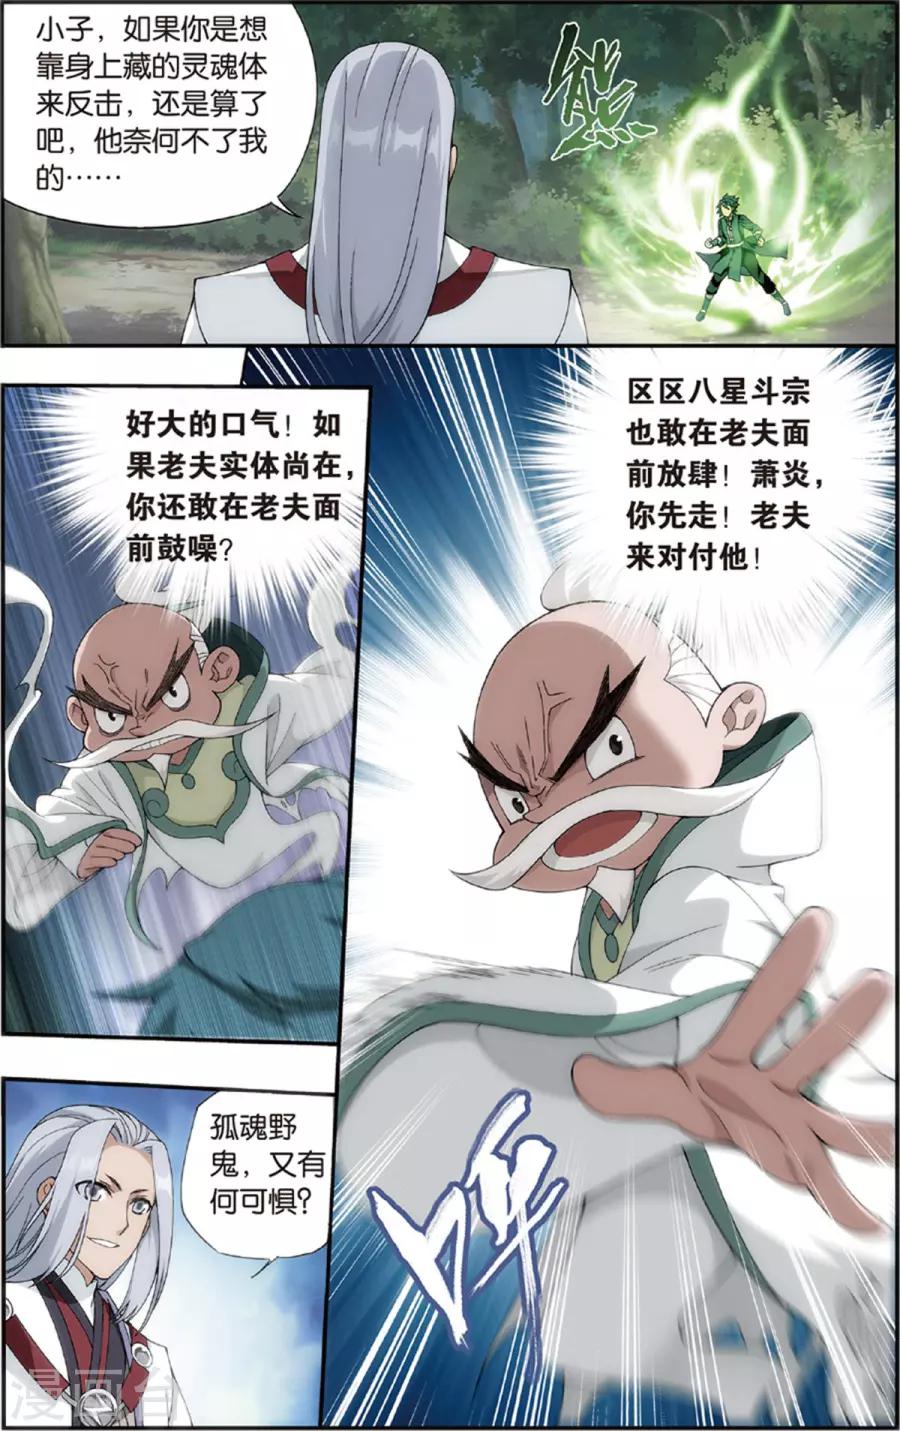 小子，如果你是想
靠身上藏的灵魂体
来反击，还是算了
吧，他奈何不了我
的……
好大的口气！如
果老夫实体尚在，
你还敢在老夫面
前鼓噪？
区区八星斗宗
也敢在老夫面
前放肆！萧炎，
你先走！老夫
来对付他！
呼
孤魂野
鬼，又有
何可惧？
漫画台